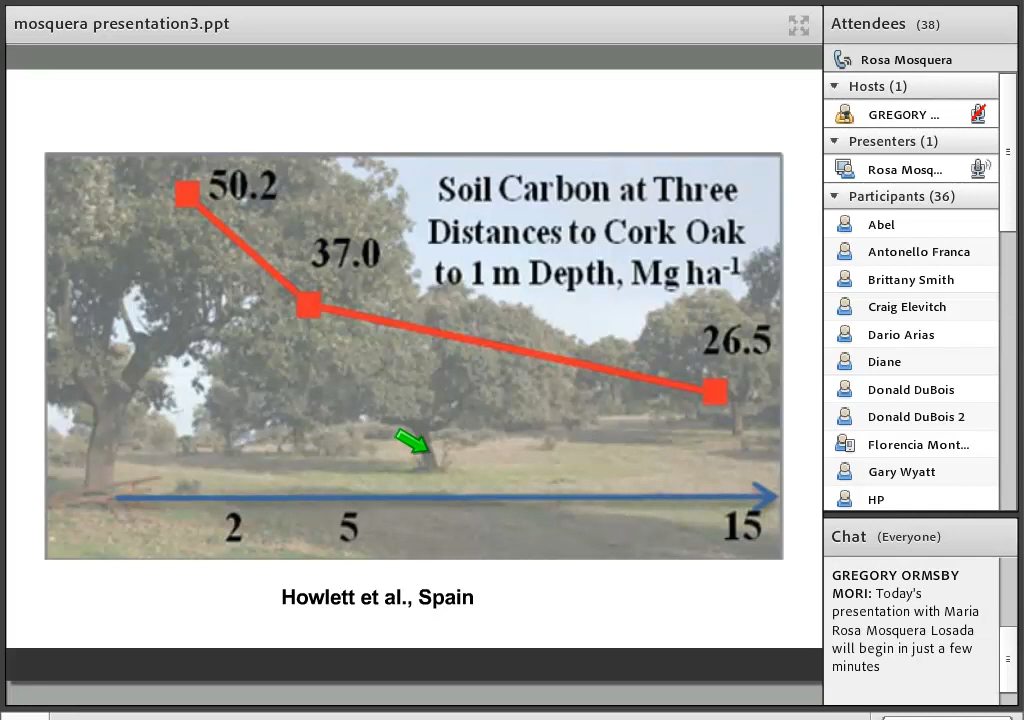 mosquera presentation3.ppt
50.2
37.0
Soil Carbon at Three
Distances to Cork Oak
to 1 m Depth, Mg ha-1
26.5
2 5 15
Howlett et al., Spain
Attendees (38)
Rosa Mosquera
Hosts (1)
GREGORY ...
Presenters (1)
Rosa Mosq...
Participants (36)
Abel
Antonello Franca
Brittany Smith
Craig Elevitch
Dario Arias
Diane
Donald DuBois
Donald DuBois 2
Florencia Mont...
Gary Wyatt
HP
Chat (Everyone)
GREGORY ORMSBY
MORI: Today's
presentation with Maria
Rosa Mosquera Losada
will begin in just a few
minutes